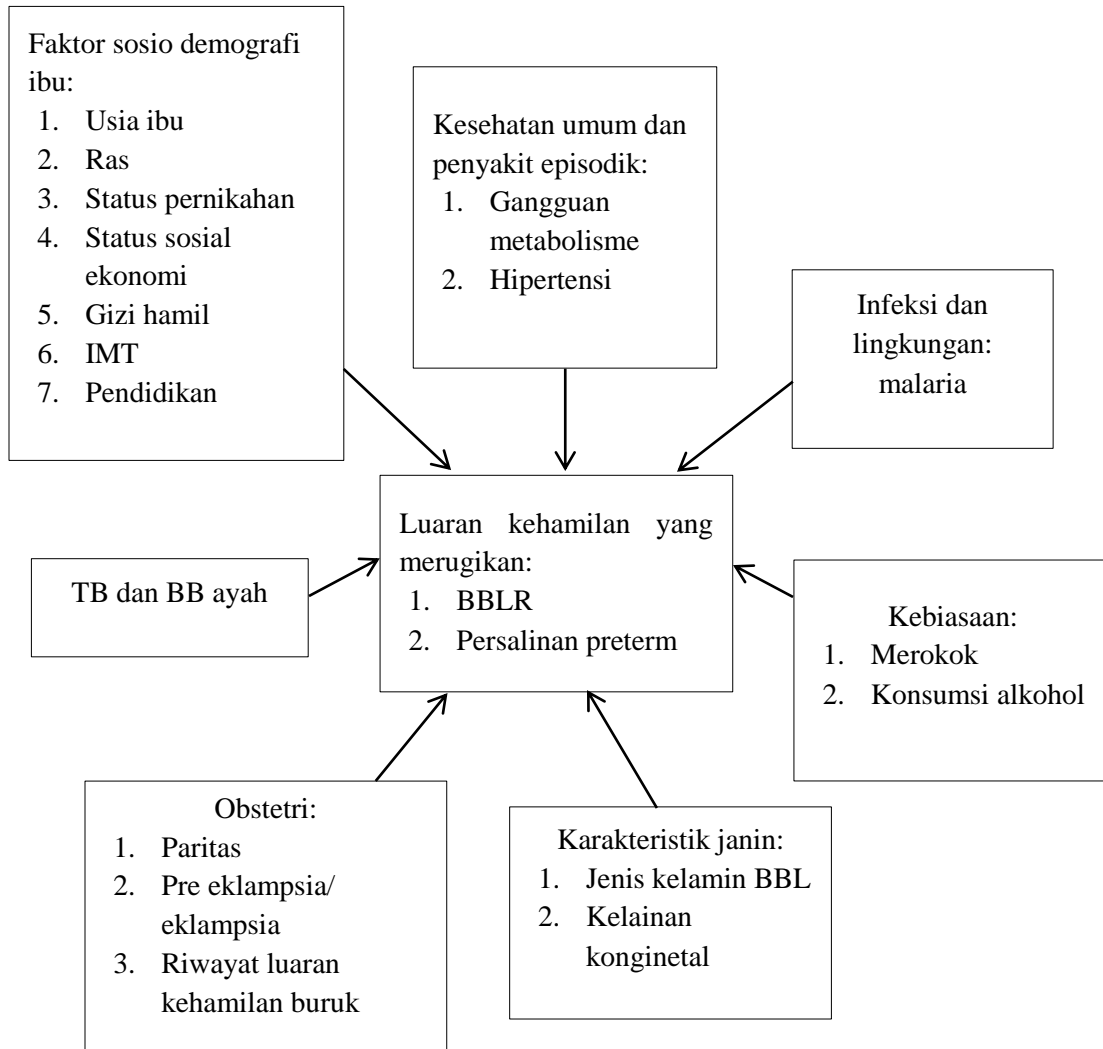 Faktor sosio demografi
ibu:
1. Usia ibu
2. Ras
3. Status pernikahan
4. Status sosial
ekonomi
5. Gizi hamil
6. IMT
7. Pendidikan
Kesehatan umum dan
penyakit episodik:
1. Gangguan
metabolisme
2. Hipertensi
Infeksi dan
lingkungan:
malaria
Luaran kehamilan yang
merugikan:
1. BBLR
2. Persalinan preterm
TB dan BB ayah
Kebiasaan:
1. Merokok
2. Konsumsi alkohol
Obstetri:
1. Paritas
2. Pre eklampsia/
eklampsia
3. Riwayat luaran
kehamilan buruk
Karakteristik janin:
1. Jenis kelamin BBL
2. Kelainan
konginetal